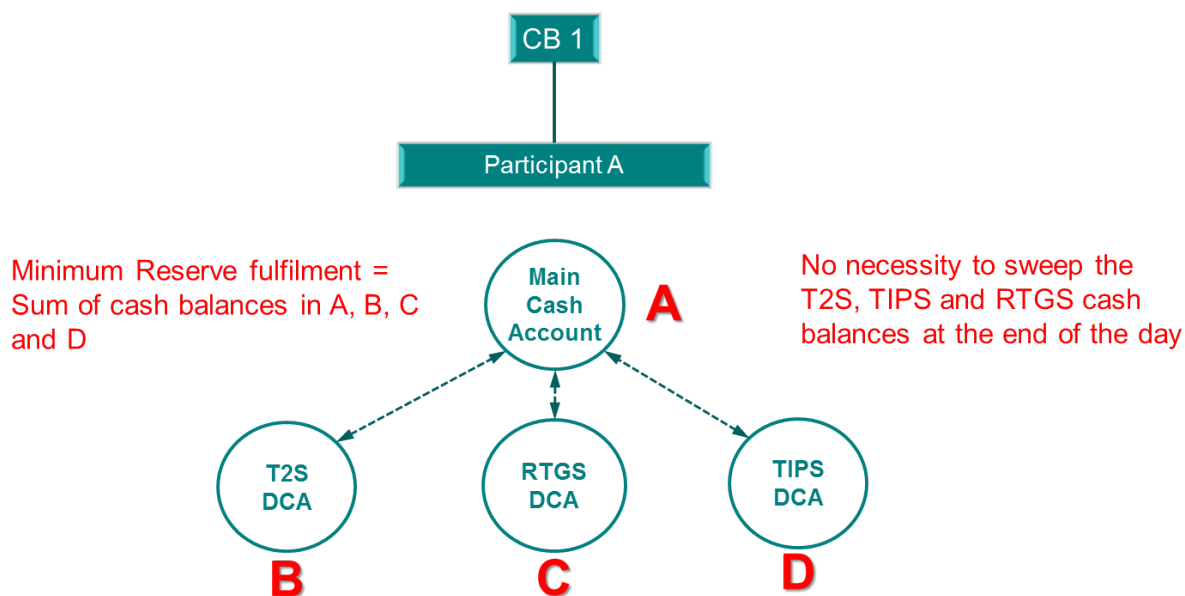 CB 1
Participant A
Minimum Reserve fulfilment =
Sum of cash balances in A, B, C
and D
Main
Cash
Account
A
No necessity to sweep the
T2S, TIPS and RTGS cash
balances at the end of the day
T2S
DCA
B
RTGS
DCA
C
TIPS
DCA
D